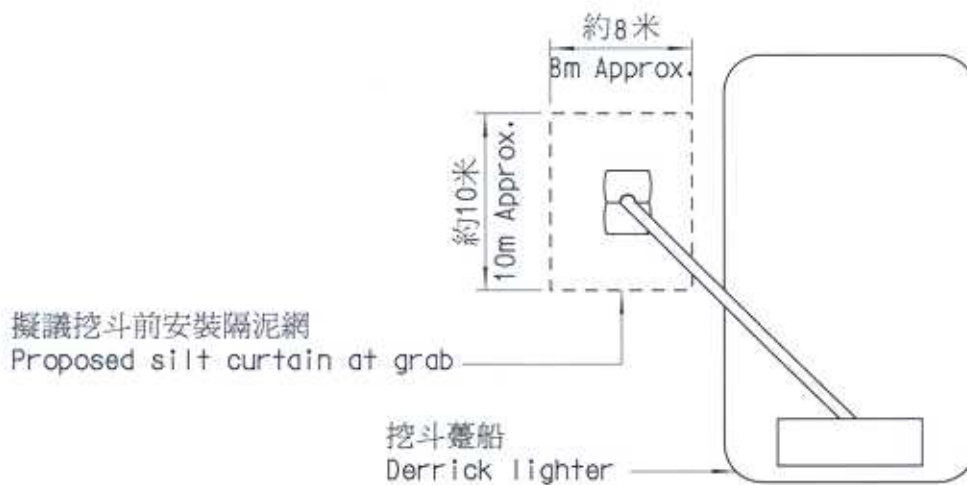 約8米
8m Approx.
約10米
10m Approx.
擬議挖斗前安裝隔泥網
Proposed silt curtain at grab
挖斗躉船
Derrick lighter